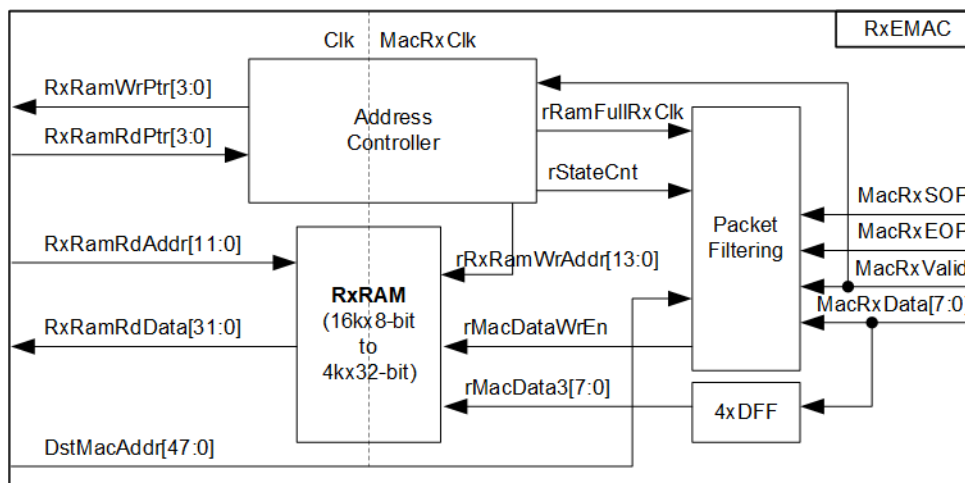 RxEMAC
Clk MacRxClk
RxRamWrPtr[3:0]
RxRamRdPtr[3:0]
Address
Controller
rRamFullRxClk
rStateCnt
Packet
Filtering
MacRxSOP
MacRxEOP
MacRxValid
MacRxData[7:0]
RxRamRdAddr[11:0]
rRxRamWrAddr[13:0]
RxRAM
(16kx8-bit
to
4kx32-bit)
RxRamRdData[31:0]
rMacDataWrEn
rMacData3[7:0]
4xDFF
DstMacAddr[47:0]